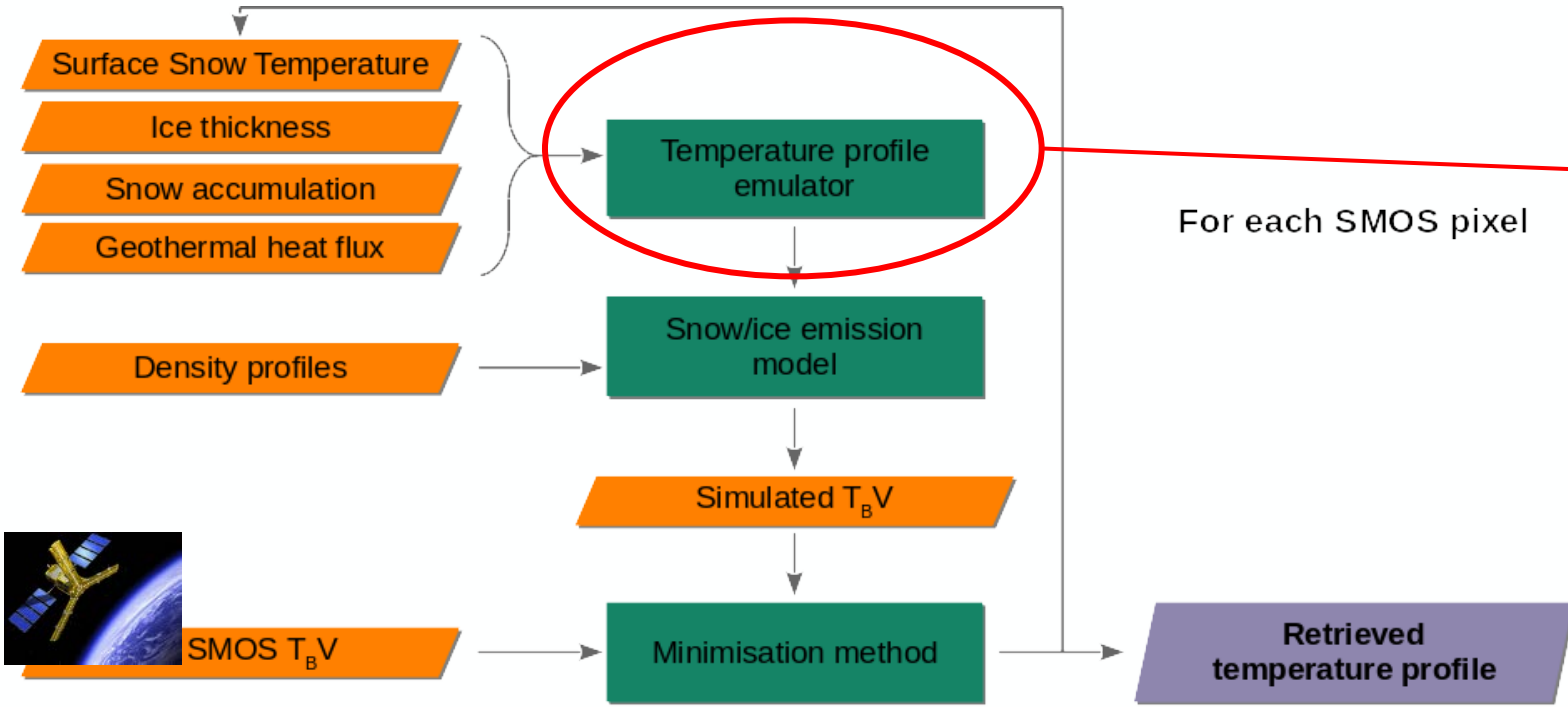 Surface Snow Temperature
Ice thickness
Snow accumulation
Geothermal heat flux
Temperature profile
emulator
For each SMOS pixel
Density profiles
Snow/ice emission
model
Simulated TBV
SMOS TBV
Minimisation method
Retrieved
temperature profile